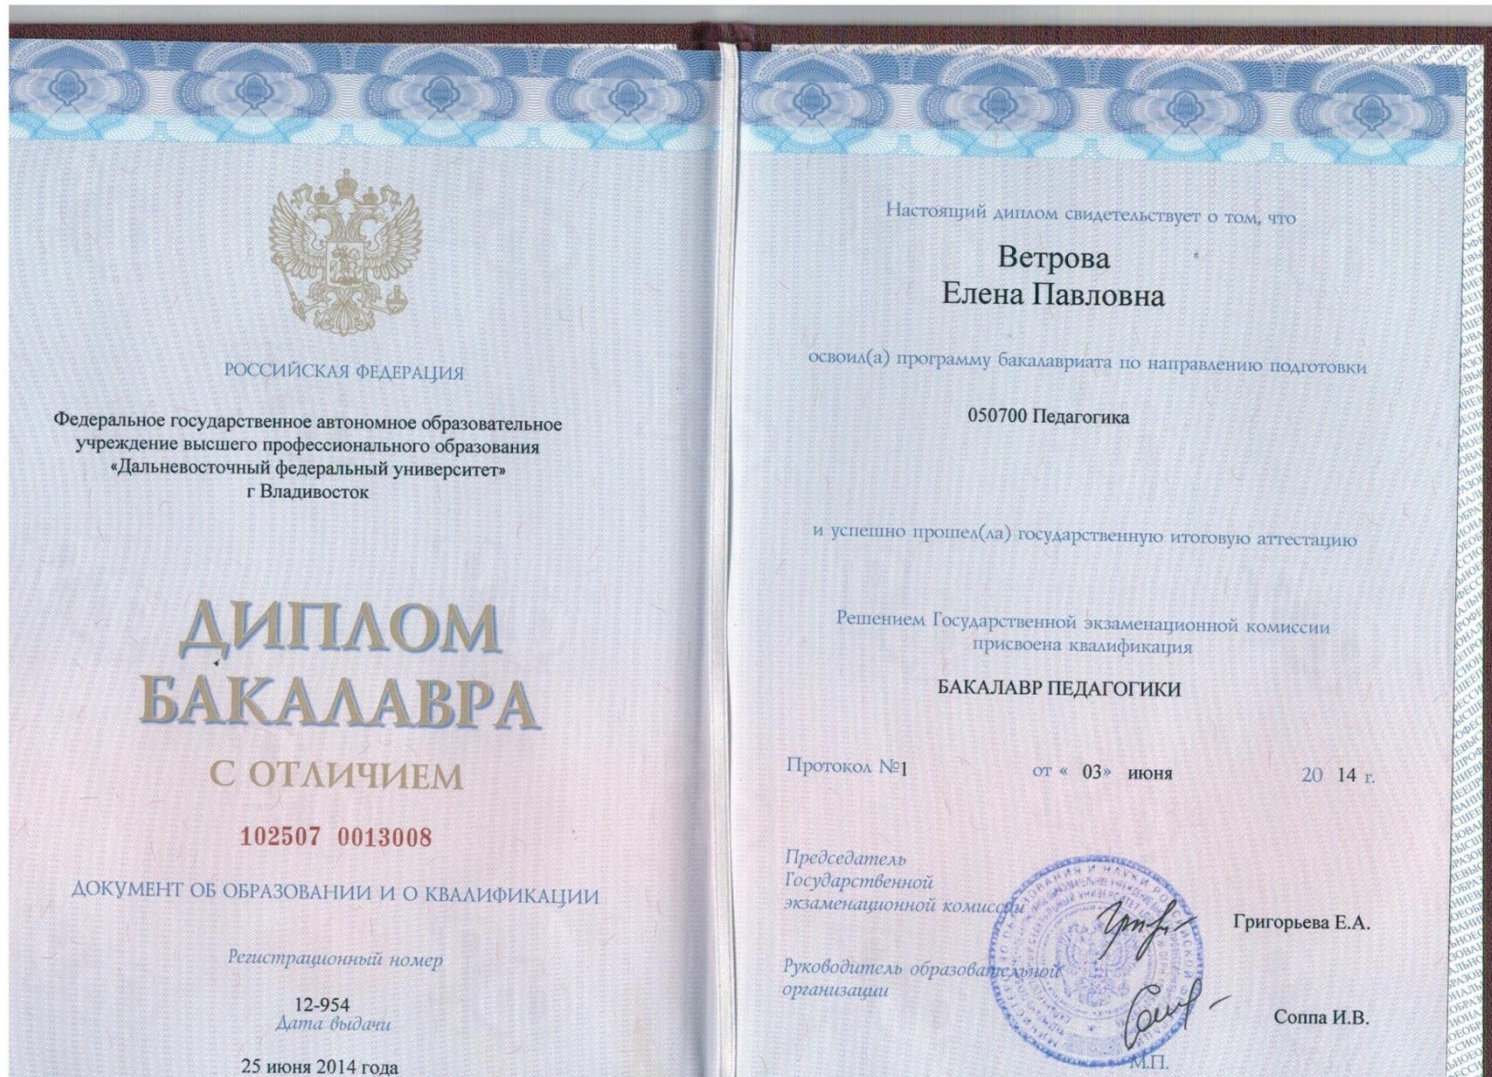 РОССИЙСКАЯ ФЕДЕРАЦИЯ
Федеральное государственное автономное образовательное
учреждение высшего профессионального образования
«Дальневосточный федеральный университет»
г Владивосток
ДИПЛОМ
БАКАЛАВРА
С ОТЛИЧИЕМ
102507 0013008
ДОКУМЕНТ ОБ ОБРАЗОВАНИИ И О КВАЛИФИКАЦИИ
Регистрационный номер
12-954
Дата выдачи
25 июня 2014 года
Настоящий диплом свидетельствует о том, что
Ветрова
Елена Павловна
освоил(а) программу бакалавриата по направлению подготовки
050700 Педагогика
и успешно прошел(ла) государственную итоговую аттестацию
Решением Государственной экзаменационной комиссии
присвоена квалификация
БАКАЛАВР ПЕДАГОГИКИ
Протокол №1 от « 03» июня 20 14 г.
Председатель
Государственной
экзаменационной комиссии
Григорьева Е.А.
Руководитель образовательной
организации
Соппа И.В.
М.П.